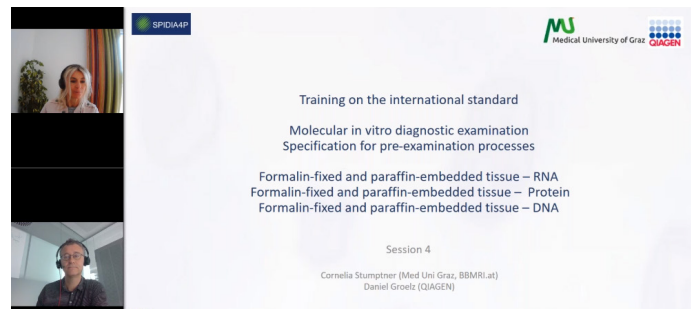 SPIDIA4P
Medical University of Graz
QIAGEN
Training on the international standard
Molecular in vitro diagnostic examination
Specification for pre-examination processes
Formalin-fixed and paraffin-embedded tissue – RNA
Formalin-fixed and paraffin-embedded tissue – Protein
Formalin-fixed and paraffin-embedded tissue – DNA
Session 4
Cornelia Stumptner (Med Uni Graz, BBMRI.at)
Daniel Groelz (QIAGEN)